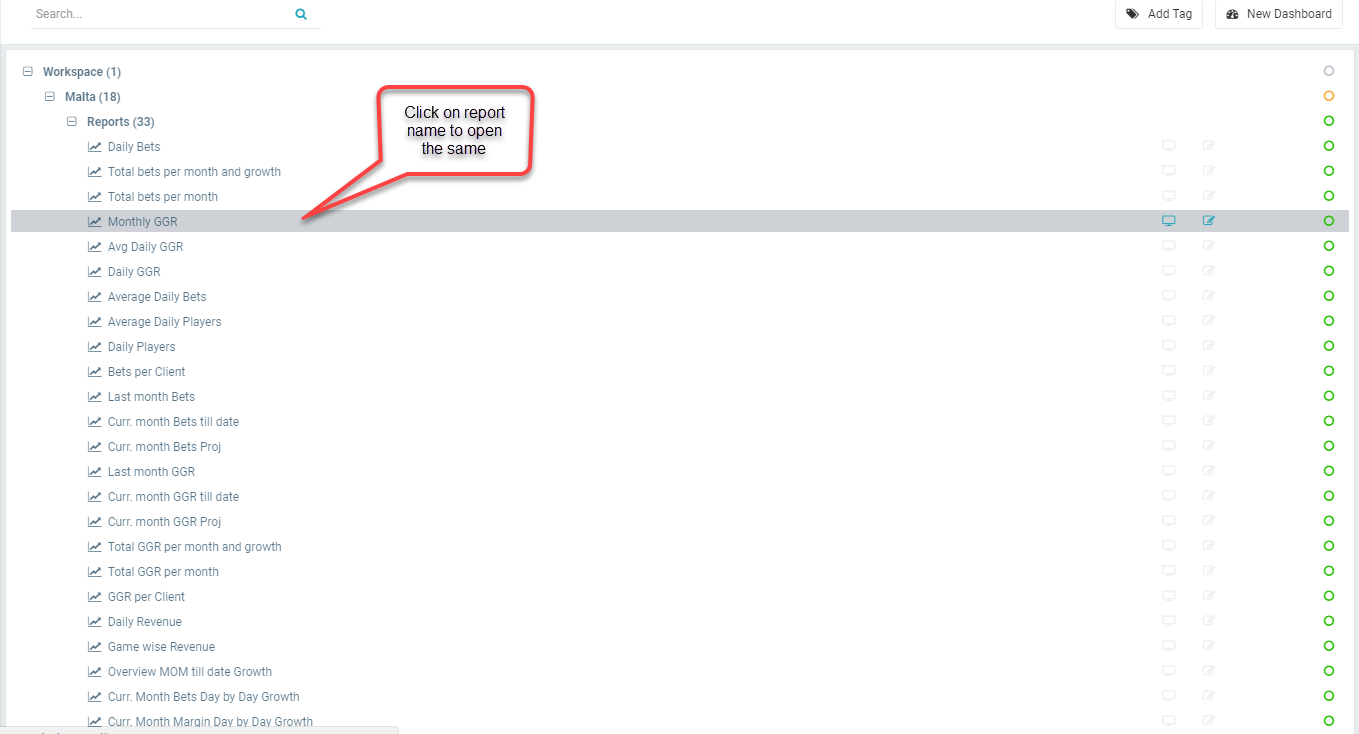 Search...
Add Tag
New Dashboard
Workspace (1)
Malta (18)
Reports (33)
Click on report
name to open
the same
Daily Bets
Total bets per month and growth
Total bets per month
Monthly GGR
Avg Daily GGR
Daily GGR
Average Daily Bets
Average Daily Players
Daily Players
Bets per Client
Last month Bets
Curr. month Bets till date
Curr. month Bets Proj
Last month GGR
Curr. month GGR till date
Curr. month GGR Proj
Total GGR per month and growth
Total GGR per month
GGR per Client
Daily Revenue
Game wise Revenue
Overview MOM till date Growth
Curr. Month Bets Day by Day Growth
Curr. Month Margin Day by Day Growth